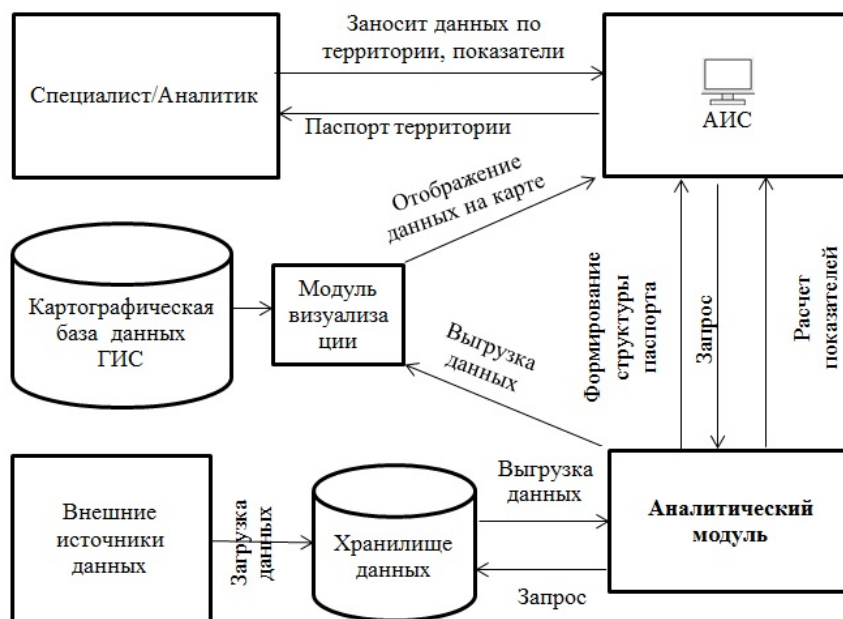 Заносит данных по
территории, показатели
Специалист/Аналитик
АИС
Паспорт территории
Отображение
данных на карте
Картографическая
база данных
ГИС
Модуль
визуализа
ции
Выгрузка
данных
Формирование
структуры
паспорта
Запрос
Расчет
показателей
Внешние
источники
данных
Загрузка
данных
Хранилище
данных
Выгрузка
данных
Запрос
Аналитический
модуль